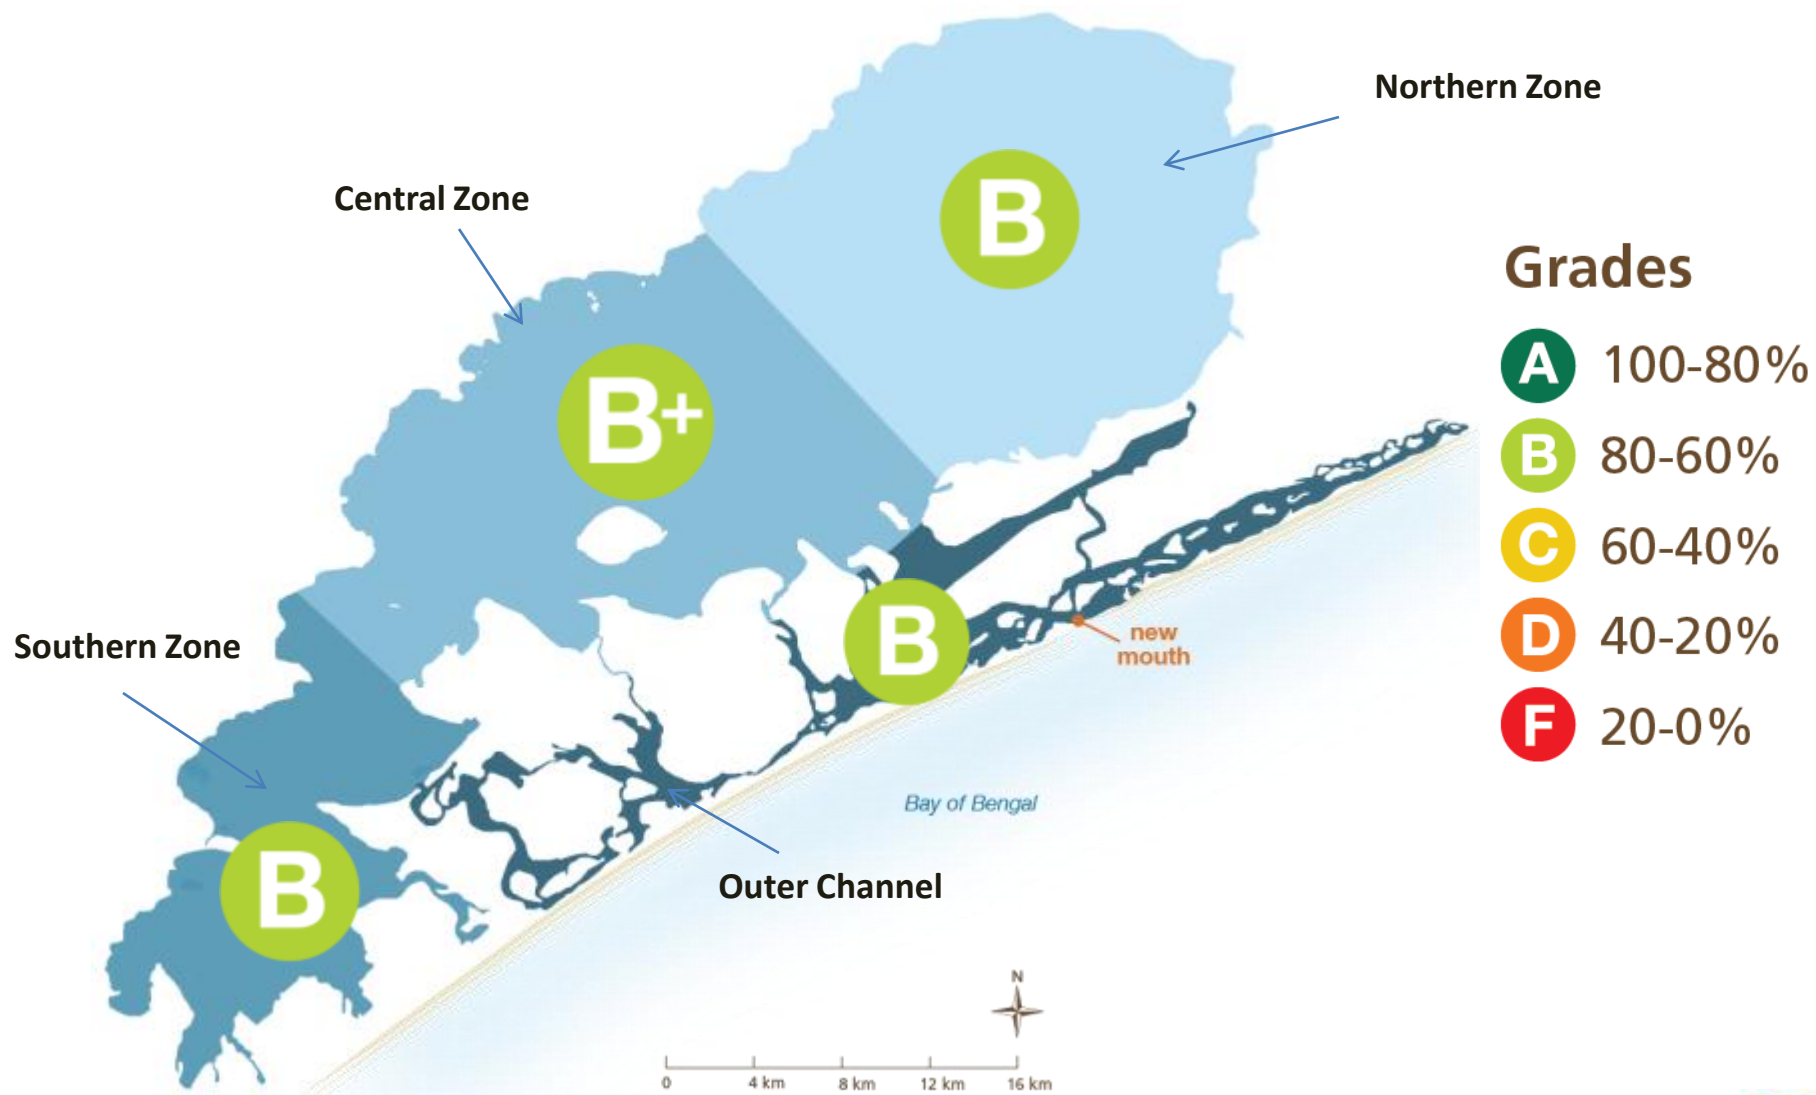 Northern Zone
Central Zone
B
Grades
A 100-80%
B+
B 80-60%
C 60-40%
B
new
mouth
D 40-20%
Southern Zone
F 20-0%
Bay of Bengal
B
Outer Channel
N
0 4 km 8 km 12 km 16 km